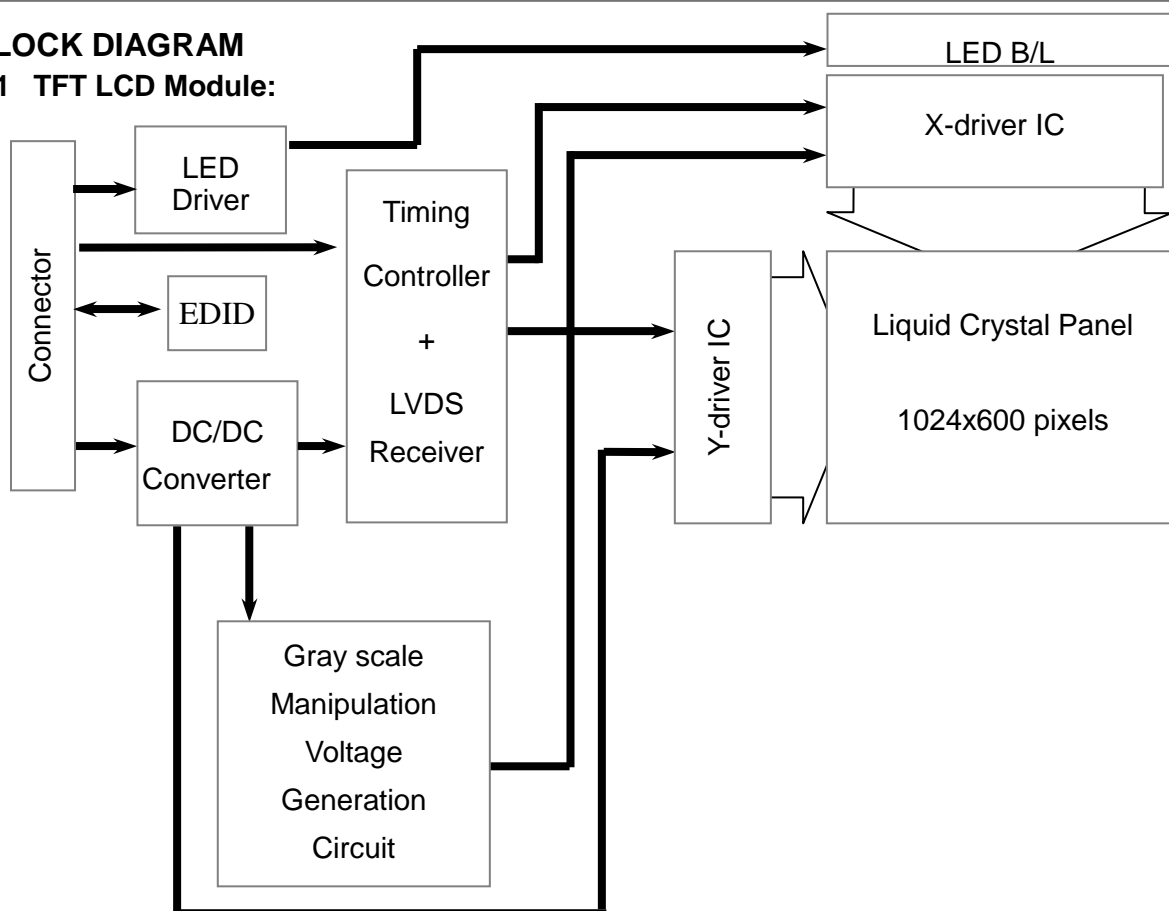 LOCK DIAGRAM
1 TFT LCD Module:
LED B/L
X-driver IC
LED
Driver
Timing
Controller
+
LVDS
Receiver
Connector
EDID
DC/DC
Converter
Y-driver IC
Liquid Crystal Panel
1024x600 pixels
Gray scale
Manipulation
Voltage
Generation
Circuit